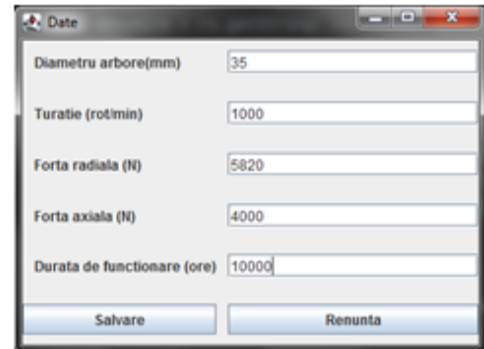 Date
Diametru arbore(mm) 35
Turatie (rot/min) 1000
Forta radiala (N) 5820
Forta axiala (N) 4000
Durata de functionare (ore) 10000
Salvare Renunta